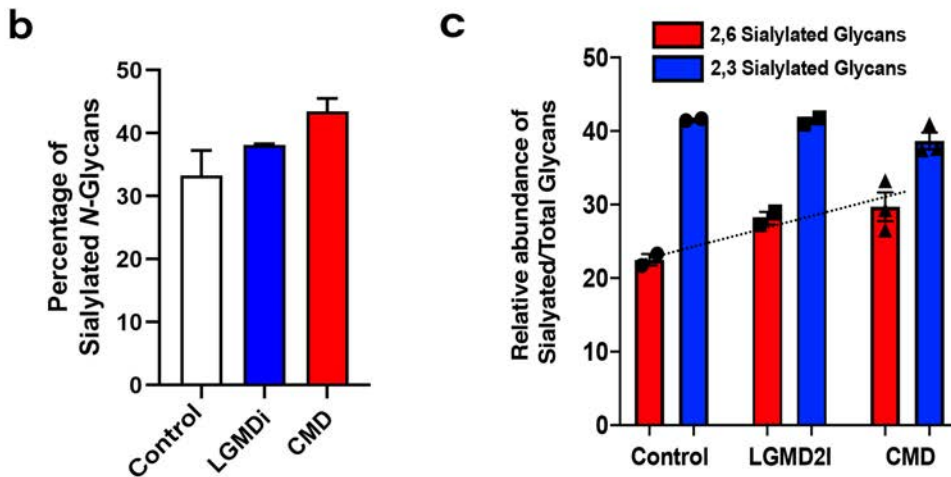 b
Percentage of
Sialylated N-Glycans
50
40
30
20
10
0
Control
LGMDi
CMD
c
2,6 Sialylated Glycans
2,3 Sialylated Glycans
Relative abundance of
Sialyated/Total Glycans
50
40
30
20
10
0
Control
LGMD2I
CMD